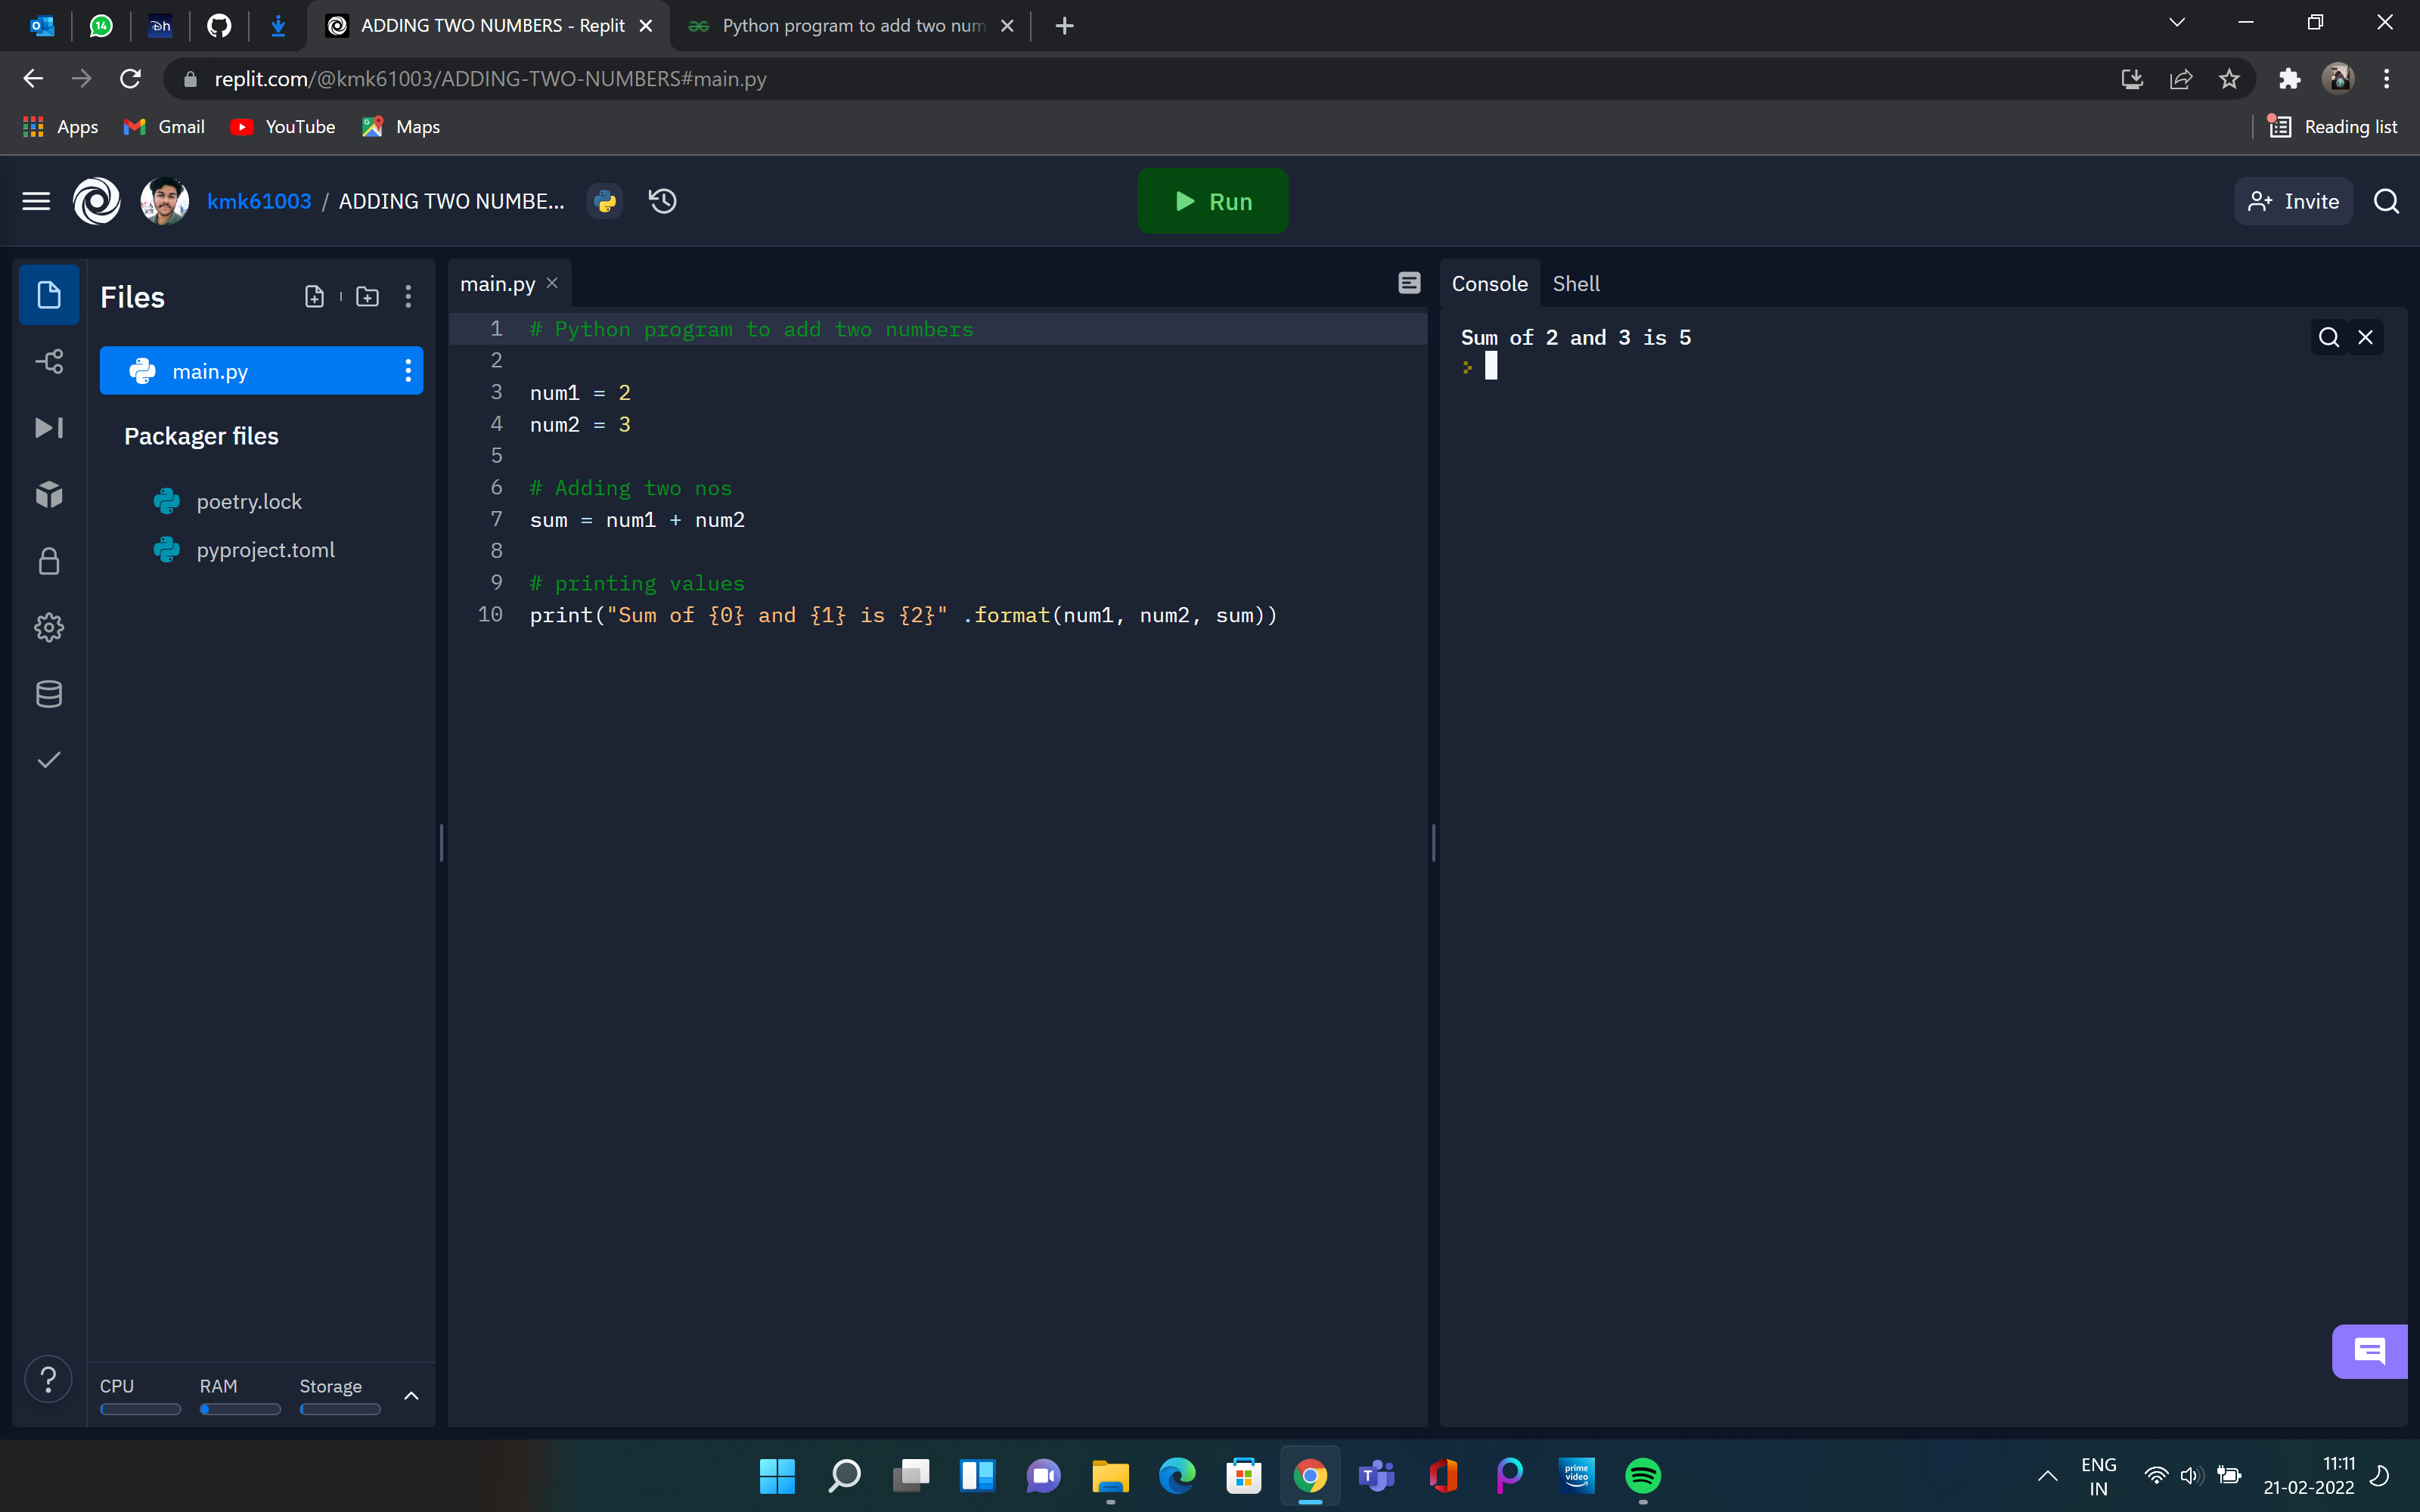 14
ADDING TWO NUMBERS - Replit
Python program to add two num
replit.com/@kmk61003/ADDING-TWO-NUMBERS#main.py
Apps
Gmail
YouTube
Maps
Reading list
kmk61003 / ADDING TWO NUMBE...
Run
Invite
Files
main.py
Packager files
poetry.lock
pyproject.toml
CPU
RAM
Storage
main.py
1 # Python program to add two numbers
2
3 num1 = 2
4 num2 = 3
5
6 # Adding two nos
7 sum = num1 + num2
8
9 # printing values
10 print("Sum of {0} and {1} is {2}" .format(num1, num2, sum))
Console
Shell
Sum of 2 and 3 is 5
prime video
ENG
IN
11:11
21-02-2022